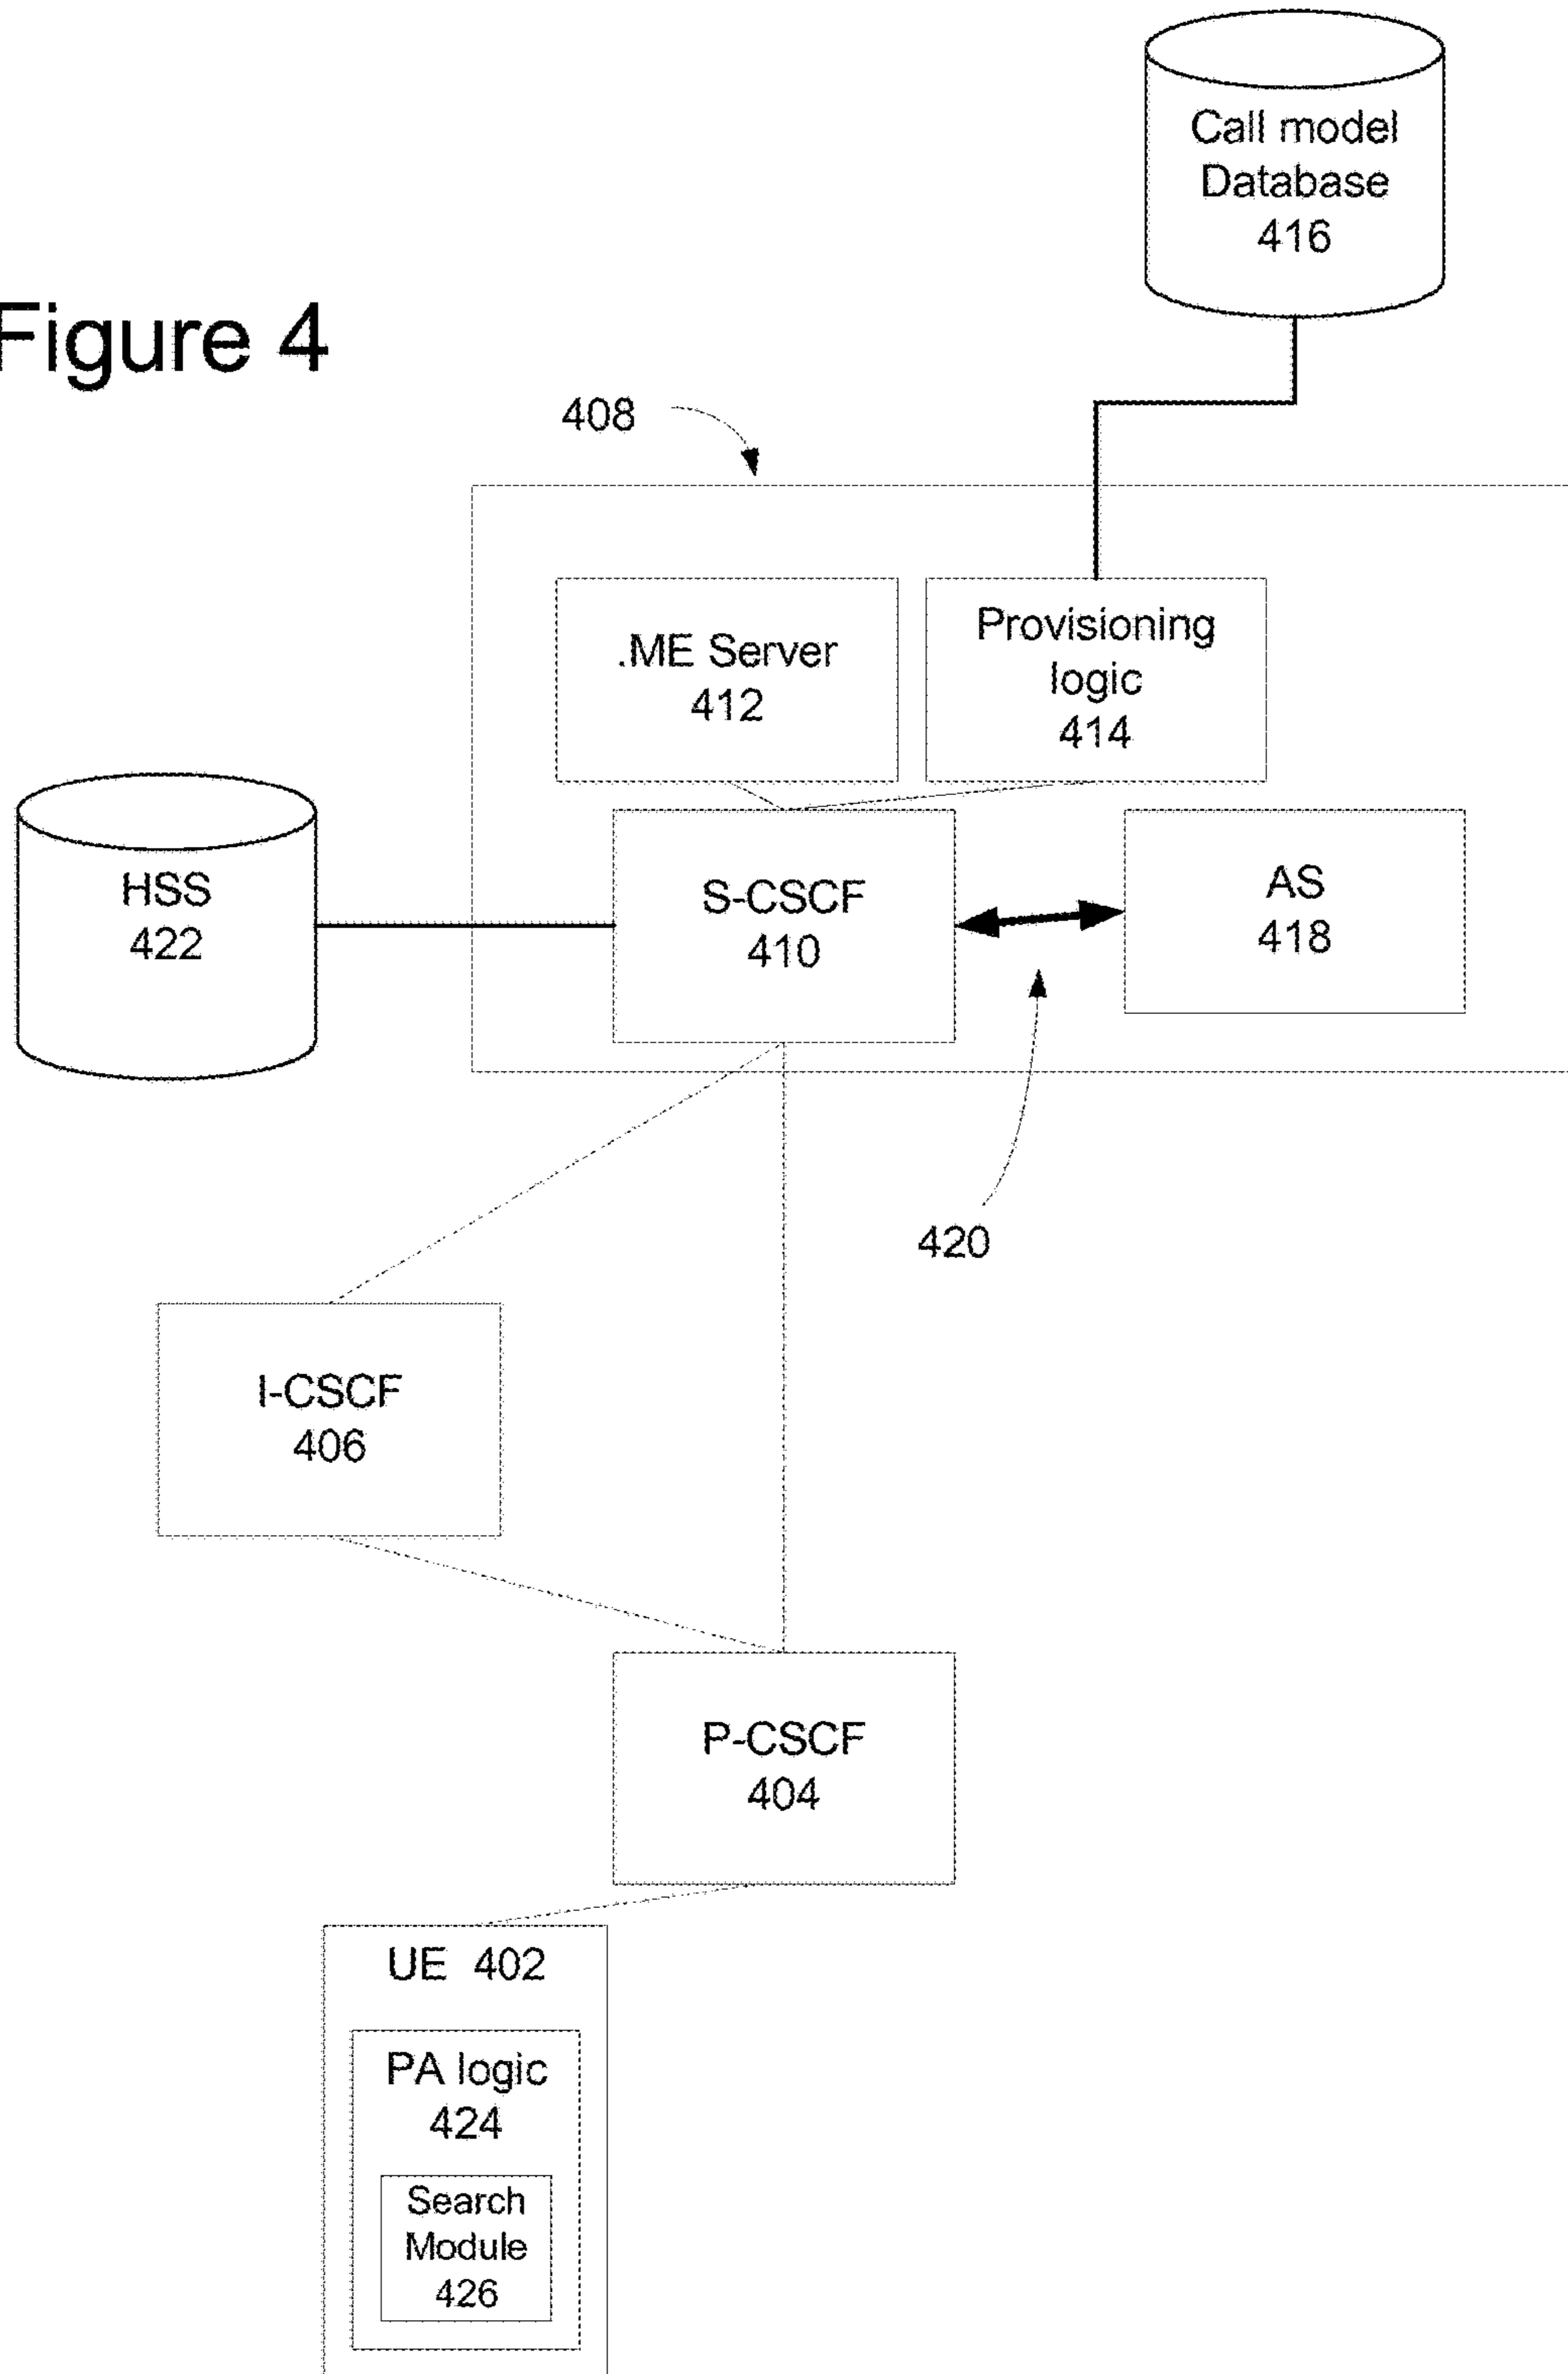 Call model
Database
416
Figure 4
408
.ME Server
412
Provisioning
logic
414
HSS
422
S-CSCF
410
AS
418
420
I-CSCF
406
P-CSCF
404
UE 402
PA logic
424
Search
Module
426